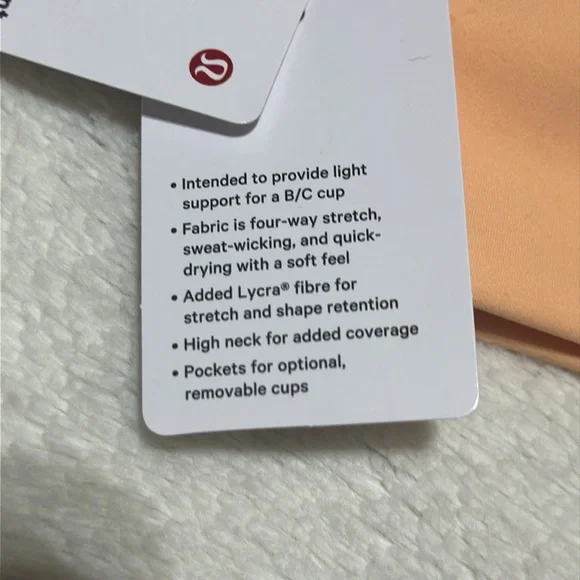 • Intended to provide light
support for a B/C cup
• Fabric is four-way stretch,
sweat-wicking, and quick-
drying with a soft feel
• Added Lycra® fibre for
stretch and shape retention
• High neck for added coverage
• Pockets for optional,
removable cups